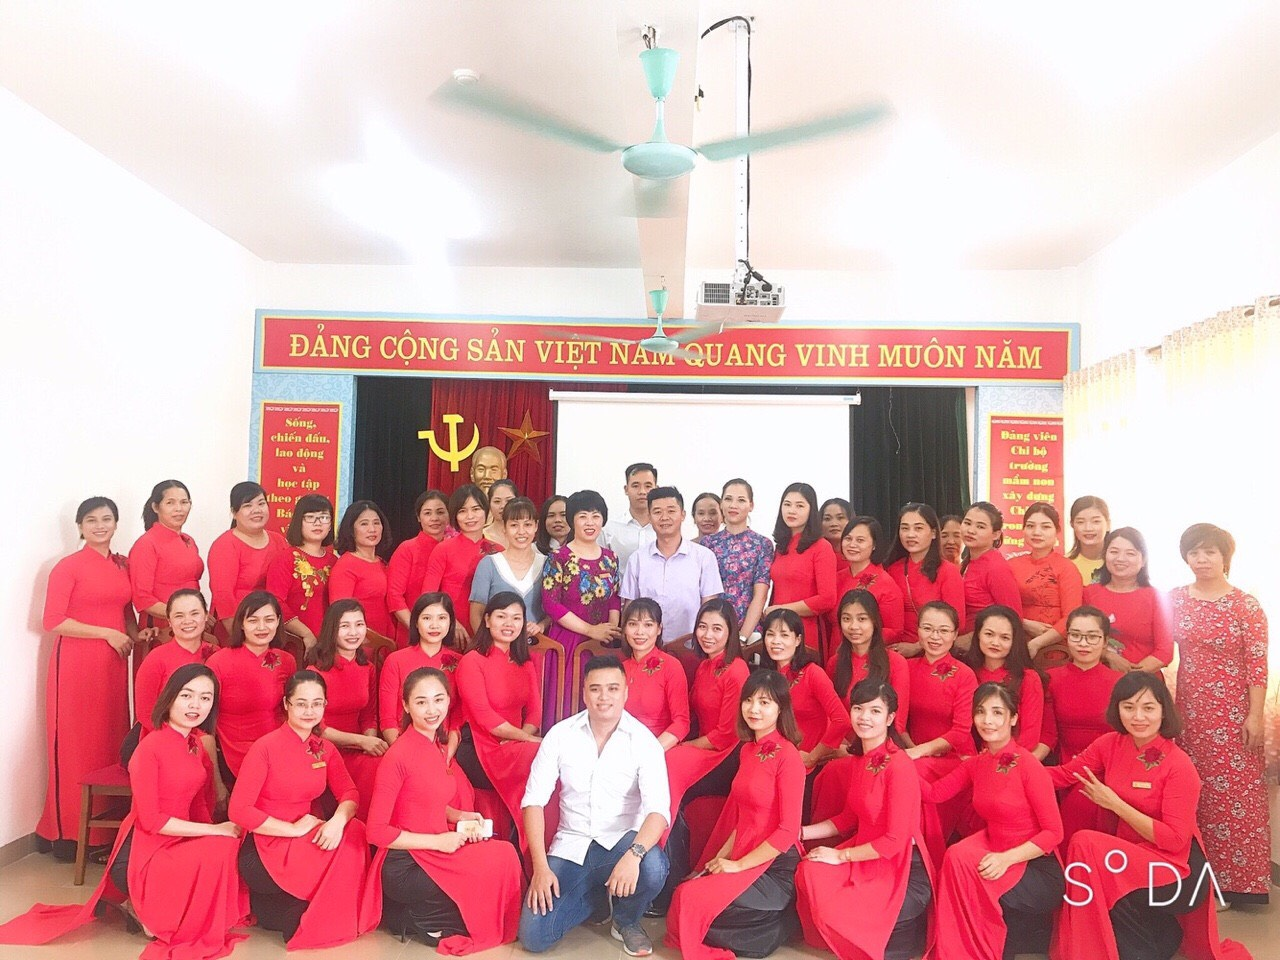 ĐẢNG CỘNG SẢN VIỆT NAM QUANG VINH MUÔN NĂM
Sống,
chiến đấu,
lao động
và
học tập
theo
Bá
Đảng viên
Chi bộ
trường
mầm non
xây dựng
SODA